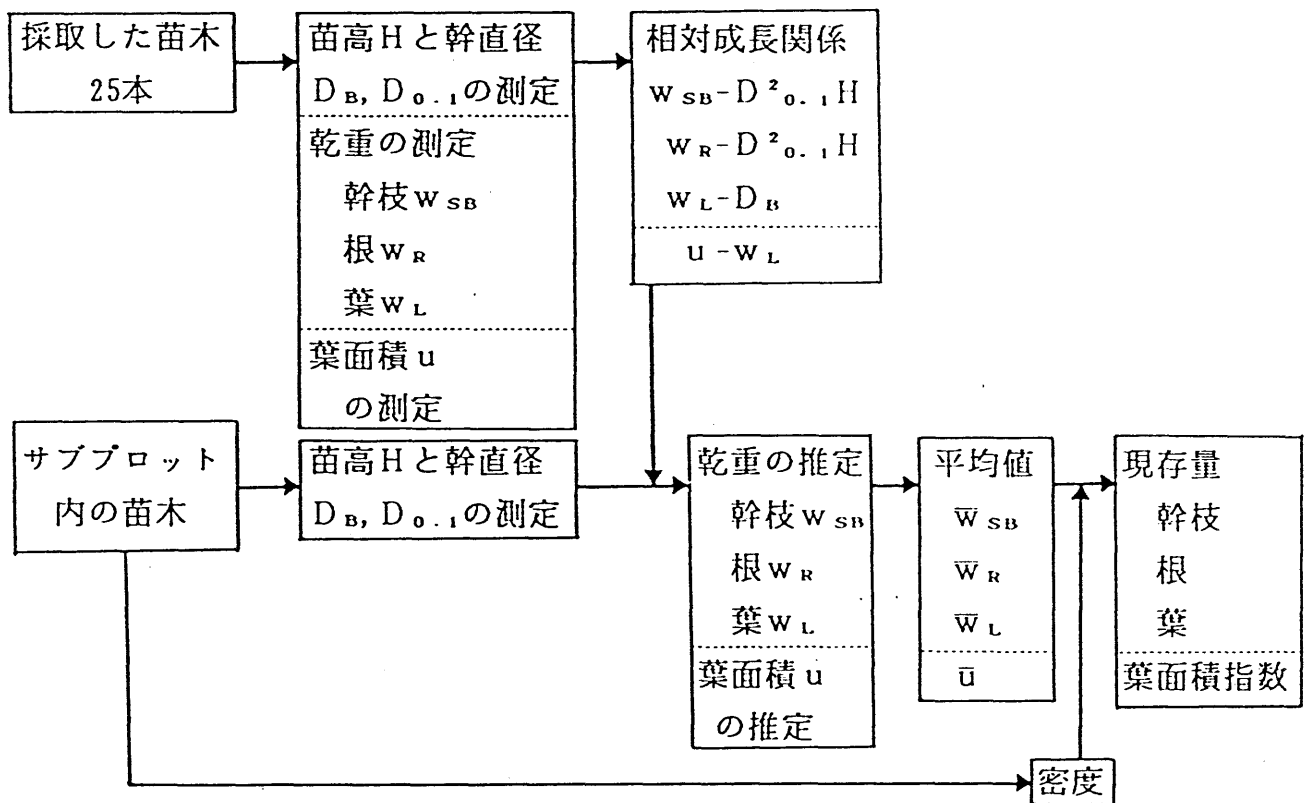 採取した苗木
25本
苗高Hと幹直径
D_B, D_0.1の測定
乾重の測定
幹枝w_SB
根w_R
葉w_L
葉面積u
の測定
相対成長関係
w_SB-D²_0.1H
w_R-D²_0.1H
w_L-D_B
u-w_L
サブプロット
内の苗木
苗高Hと幹直径
D_B, D_0.1の測定
乾重の推定
幹枝w_SB
根w_R
葉w_L
葉面積u
の推定
平均値
w̅_SB
w̅_R
w̅_L
u̅
現存量
幹枝
根
葉
葉面積指数
密度